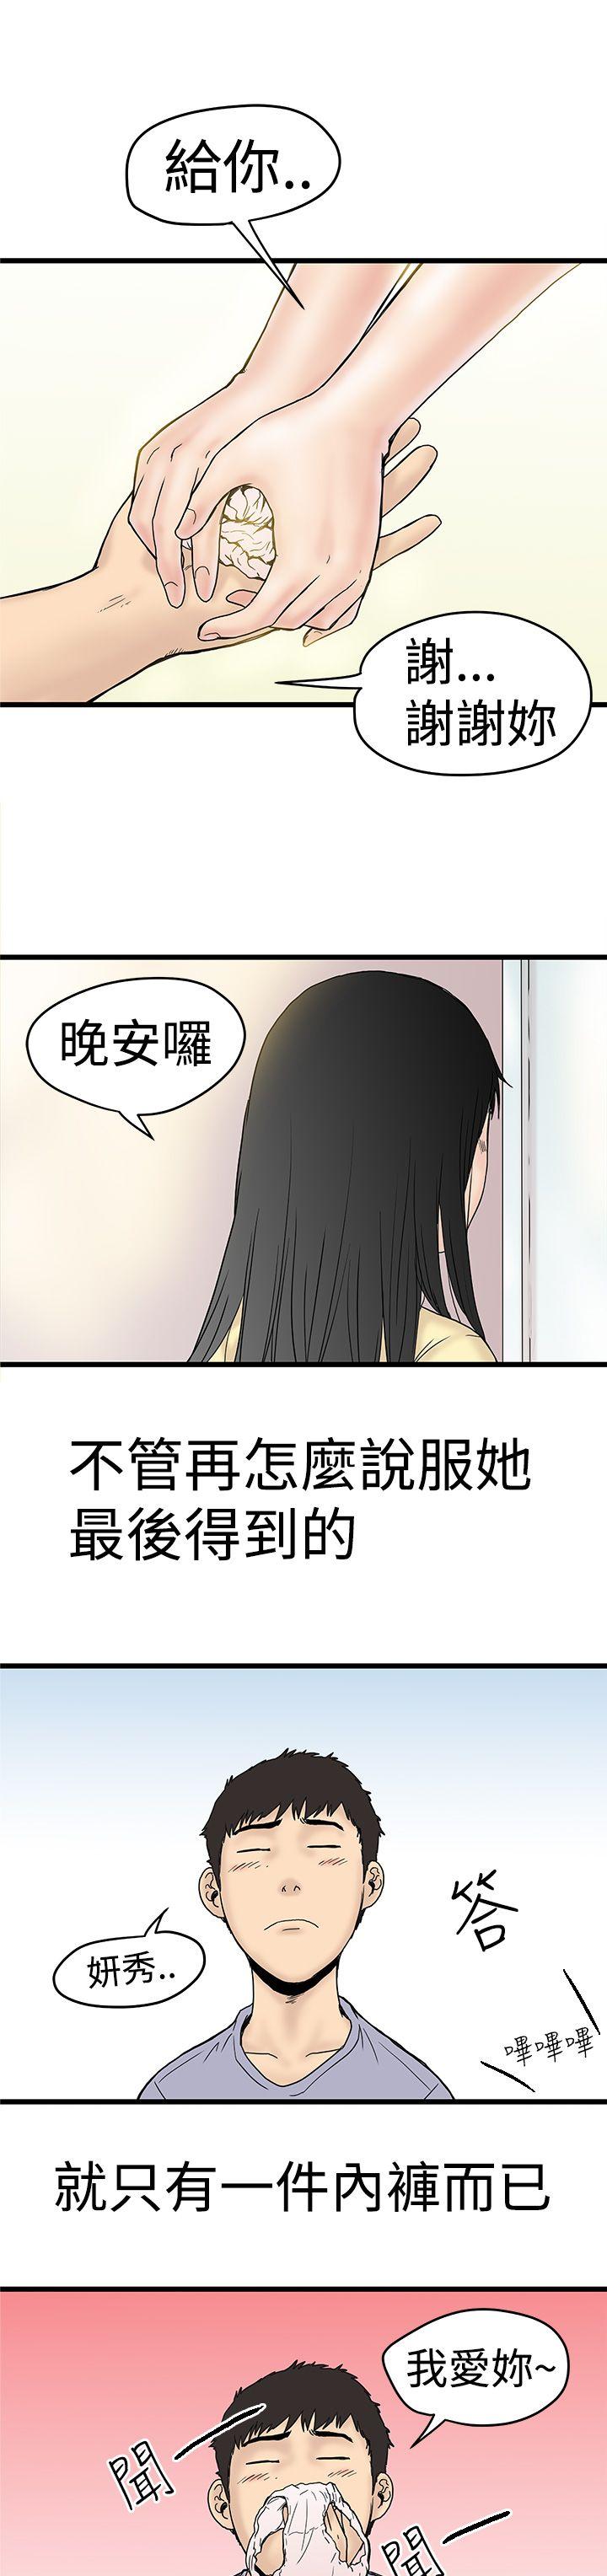 給你..
謝...
謝謝妳
晚安囉
不管再怎麼說服她
最後得到的
妍秀..
答
嗶嗶嗶
就只有一件內褲而已
我愛妳~
聞
聞